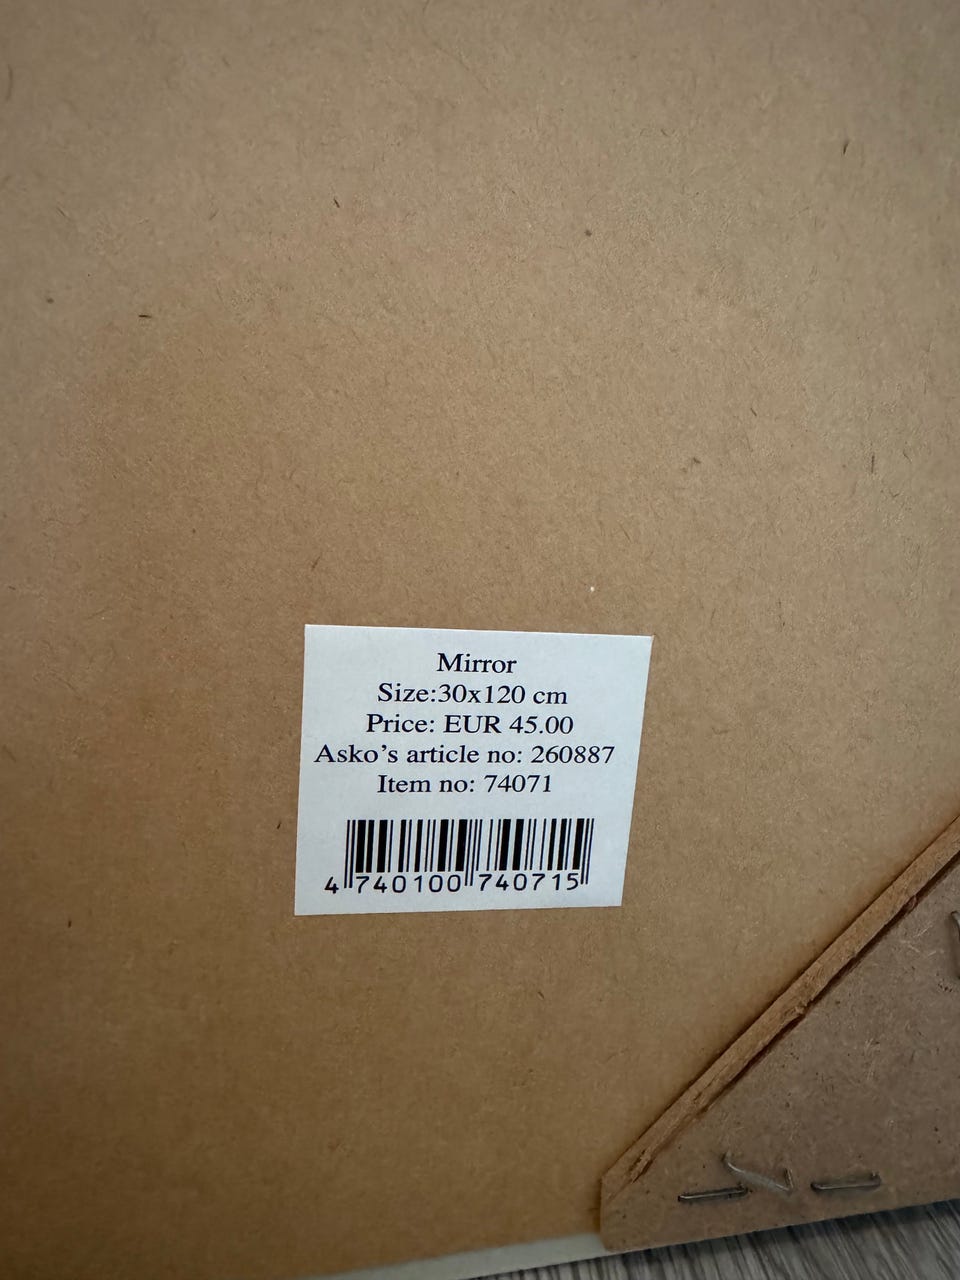 Mirror
Size:30x120 cm
Price: EUR 45.00
Asko’s article no: 260887
Item no: 74071
4 740100 740715